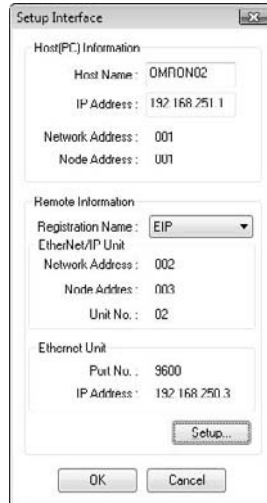 Setup Interface
Host(PC) Information
Host Name : OMRON02
IP Address : 192.168.251.1
Network Address : 001
Node Address : 001
Remote Information
Registration Name : EIP
EtherNet/IP Unit
Network Address : 002
Node Addres : 003
Unit No. : 02
Ethernet Unit
Port No. : 9600
IP Address : 192.168.250.3
Setup...
OK Cancel